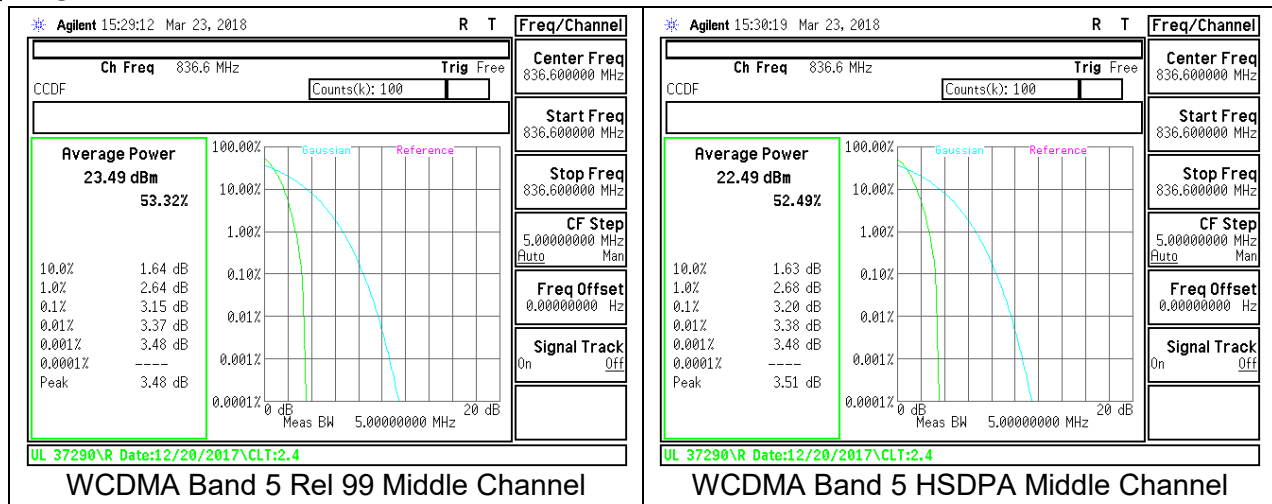 Agilent 15:29:12 Mar 23, 2018 R T
Freq/Channel
Ch Freq 836.6 MHz Trig Free
CCDF Counts(k): 100
Average Power
23.49 dBm
53.32%
10.0% 1.64 dB
1.0% 2.64 dB
0.1% 3.15 dB
0.01% 3.37 dB
0.001% 3.48 dB
0.0001% ----
Peak 3.48 dB
Gaussian Reference
100.00%
10.00%
1.00%
0.10%
0.01%
0.001%
0.0001%
0 dB 20 dB
Meas BW 5.000000000 MHz
Center Freq
836.600000 MHz
Start Freq
836.600000 MHz
Stop Freq
836.600000 MHz
CF Step
5.00000000 MHz
Auto Man
Freq Offset
0.00000000 Hz
Signal Track
On Off
UL 37290\R Date:12/20/2017\CLT:2.4
WCDMA Band 5 Rel 99 Middle Channel
Agilent 15:30:19 Mar 23, 2018 R T
Freq/Channel
Ch Freq 836.6 MHz Trig Free
CCDF Counts(k): 100
Average Power
22.49 dBm
52.49%
10.0% 1.63 dB
1.0% 2.68 dB
0.1% 3.20 dB
0.01% 3.38 dB
0.001% 3.48 dB
0.0001% ----
Peak 3.51 dB
Gaussian Reference
100.00%
10.00%
1.00%
0.10%
0.01%
0.001%
0.0001%
0 dB 20 dB
Meas BW 5.000000000 MHz
Center Freq
836.600000 MHz
Start Freq
836.600000 MHz
Stop Freq
836.600000 MHz
CF Step
5.00000000 MHz
Auto Man
Freq Offset
0.00000000 Hz
Signal Track
On Off
UL 37290\R Date:12/20/2017\CLT:2.4
WCDMA Band 5 HSDPA Middle Channel